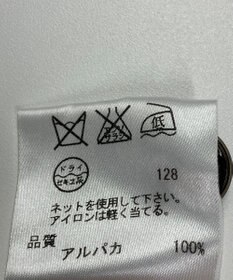 低
ドライ
セキユ系
128
ネットを使用して下さい。
アイロンは軽く当てる。
品質
アルパカ 100%